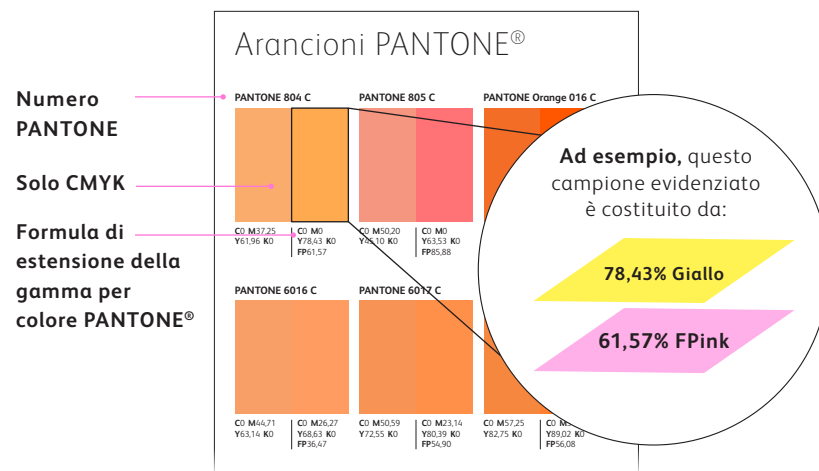 Arancioni PANTONE®
Numero
PANTONE
Solo CMYK
Formula di
estensione della
gamma per
colore PANTONE®
PANTONE 804 C
C0 M37,25
Y61,96 K0
C0 M0
Y78,43 K0
FP61,57
PANTONE 805 C
C0 M50,20
Y45,10 K0
C0 M0
Y63,53 K0
FP85,88
PANTONE Orange 016 C
Ad esempio, questo
campione evidenziato
è costituito da:
78,43% Giallo
61,57% FPink
PANTONE 6016 C
C0 M44,71
Y63,14 K0
C0 M26,27
Y68,63 K0
FP36,47
PANTONE 6017 C
C0 M50,59
Y72,55 K0
C0 M23,14
Y80,39 K0
FP54,90
C0 M57,25
Y82,75 K0
C0
Y89,02 K0
FP56,08